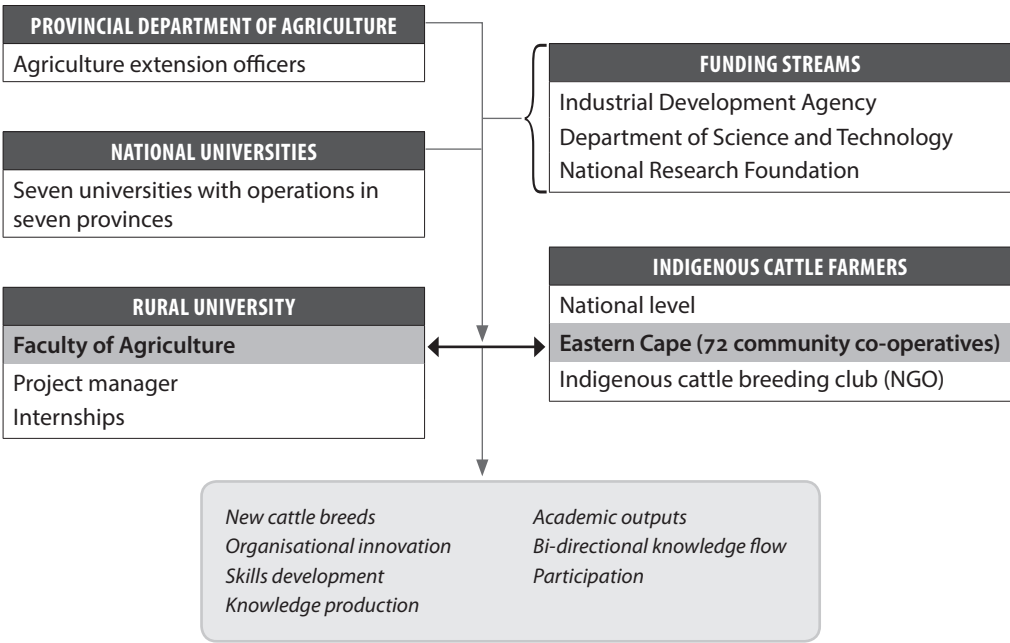 PROVINCIAL DEPARTMENT OF AGRICULTURE
Agriculture extension officers
FUNDING STREAMS
Industrial Development Agency
Department of Science and Technology
National Research Foundation
NATIONAL UNIVERSITIES
Seven universities with operations in
seven provinces
INDIGENOUS CATTLE FARMERS
National level
Eastern Cape (72 community co-operatives)
Indigenous cattle breeding club (NGO)
RURAL UNIVERSITY
Faculty of Agriculture
Project manager
Internships
New cattle breeds
Organisational innovation
Skills development
Knowledge production
Academic outputs
Bi-directional knowledge flow
Participation